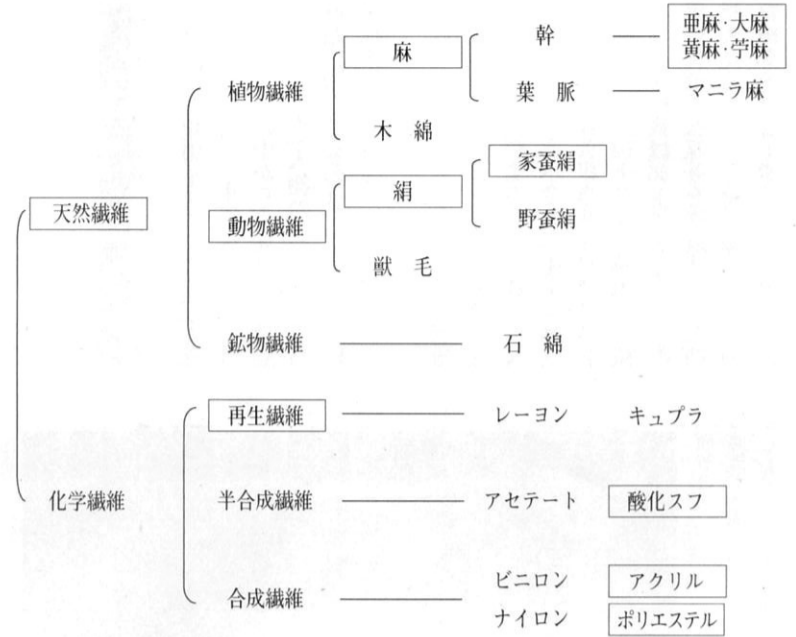 亜麻·大麻
黄麻·苧麻
幹
麻
植物繊維
葉 脈
マニラ麻
木 綿
家蚕絹
絹
天然繊維
動物繊維
野蚕絹
獣 毛
鉱物繊維
石 綿
再生繊維
レーヨン
キュプラ
化学繊維
半合成繊維
アセテート
酸化スフ
ビニロン
アクリル
合成繊維
ナイロン
ポリエステル